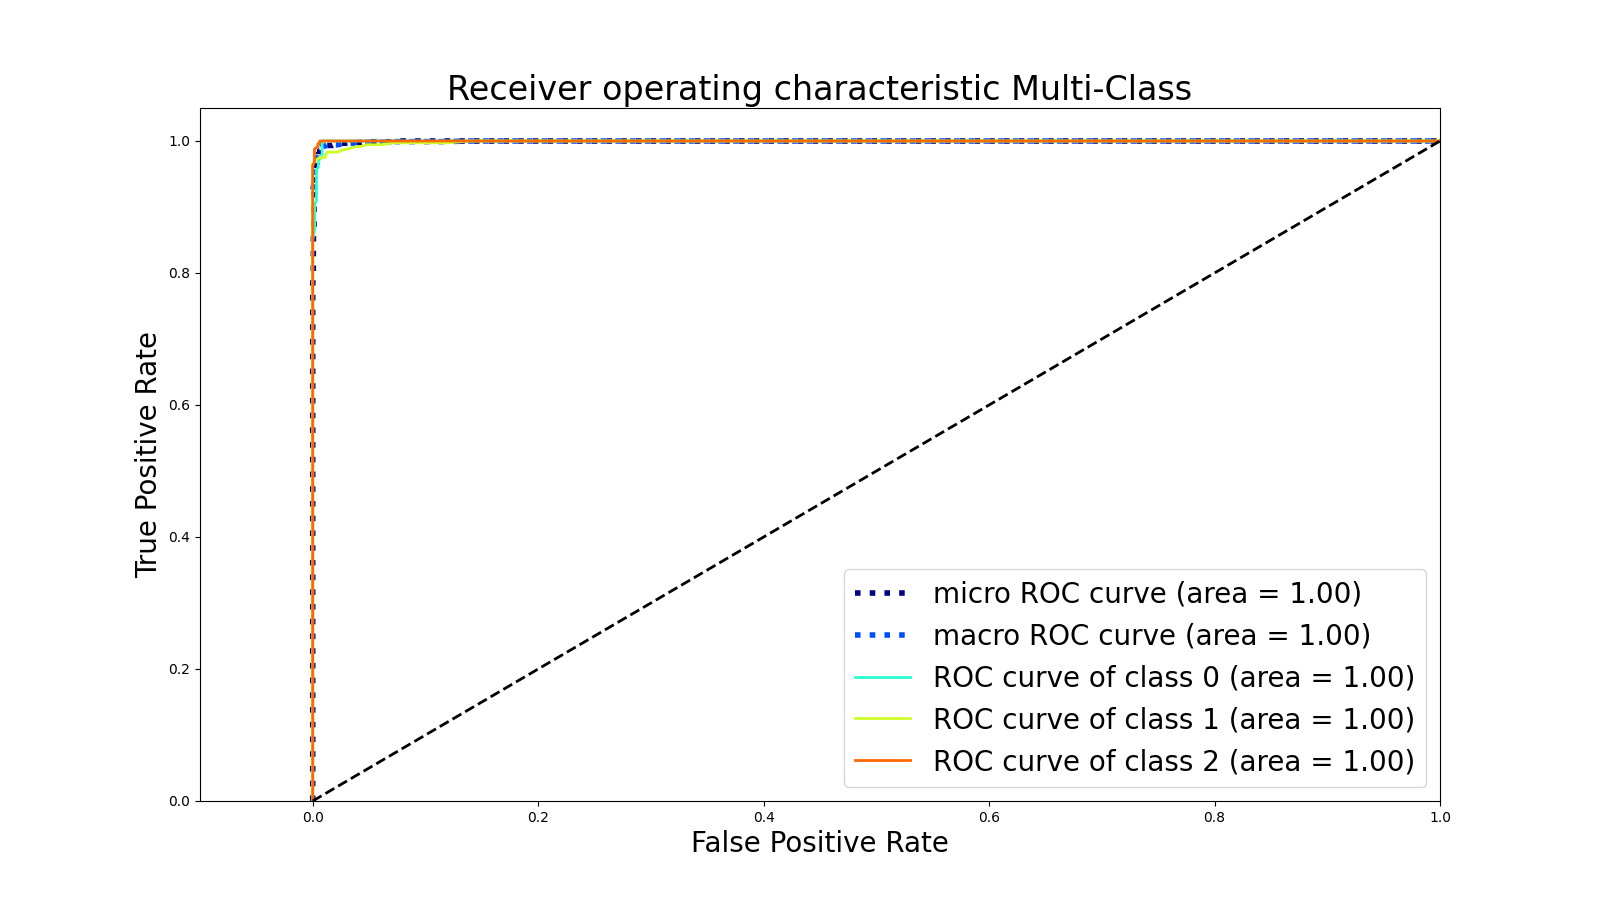 Receiver operating characteristic Multi-Class
True Positive Rate
1.0
0.8
0.6
0.4
0.2
0.0
0.0 0.2 0.4 0.6 0.8 1.0
False Positive Rate
micro ROC curve (area = 1.00)
macro ROC curve (area = 1.00)
ROC curve of class 0 (area = 1.00)
ROC curve of class 1 (area = 1.00)
ROC curve of class 2 (area = 1.00)